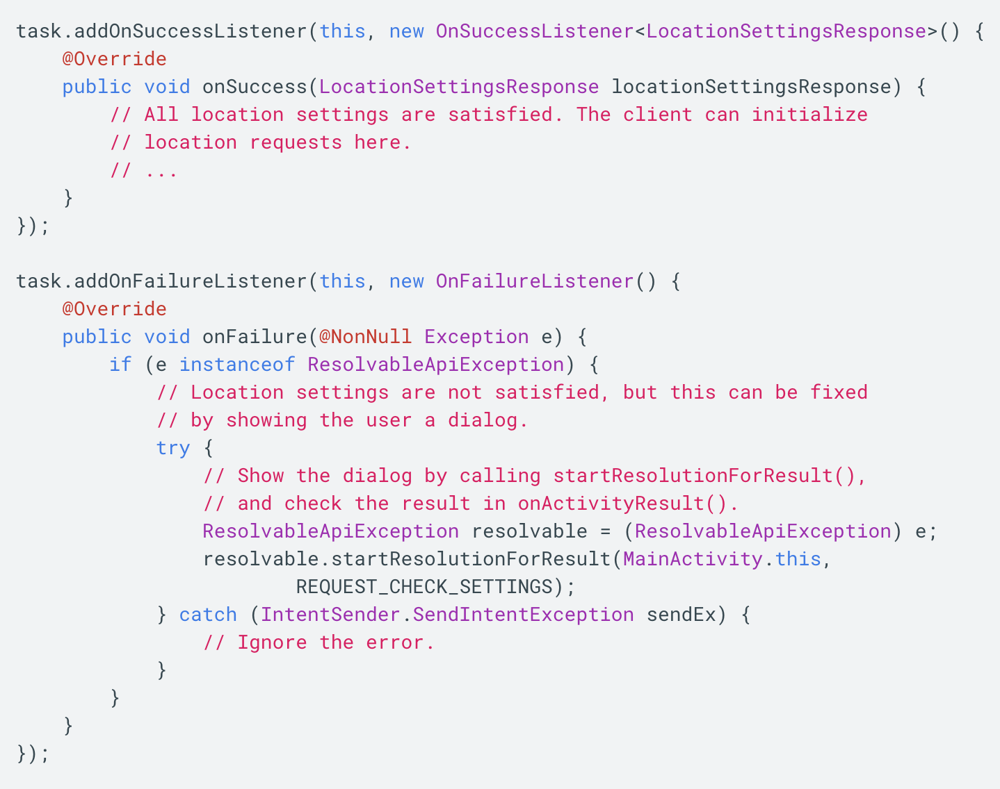 task.addOnSuccessListener(this, new OnSuccessListener<LocationSettingsResponse>() {
    @Override
    public void onSuccess(LocationSettingsResponse locationSettingsResponse) {
        // All location settings are satisfied. The client can initialize
        // location requests here.
        // ...
    }
});

task.addOnFailureListener(this, new OnFailureListener() {
    @Override
    public void onFailure(@NonNull Exception e) {
        if (e instanceof ResolvableApiException) {
            // Location settings are not satisfied, but this can be fixed
            // by showing the user a dialog.
            try {
                // Show the dialog by calling startResolutionForResult(),
                // and check the result in onActivityResult().
                ResolvableApiException resolvable = (ResolvableApiException) e;
                resolvable.startResolutionForResult(MainActivity.this,
                        REQUEST_CHECK_SETTINGS);
            } catch (IntentSender.SendIntentException sendEx) {
                // Ignore the error.
            }
        }
    }
});